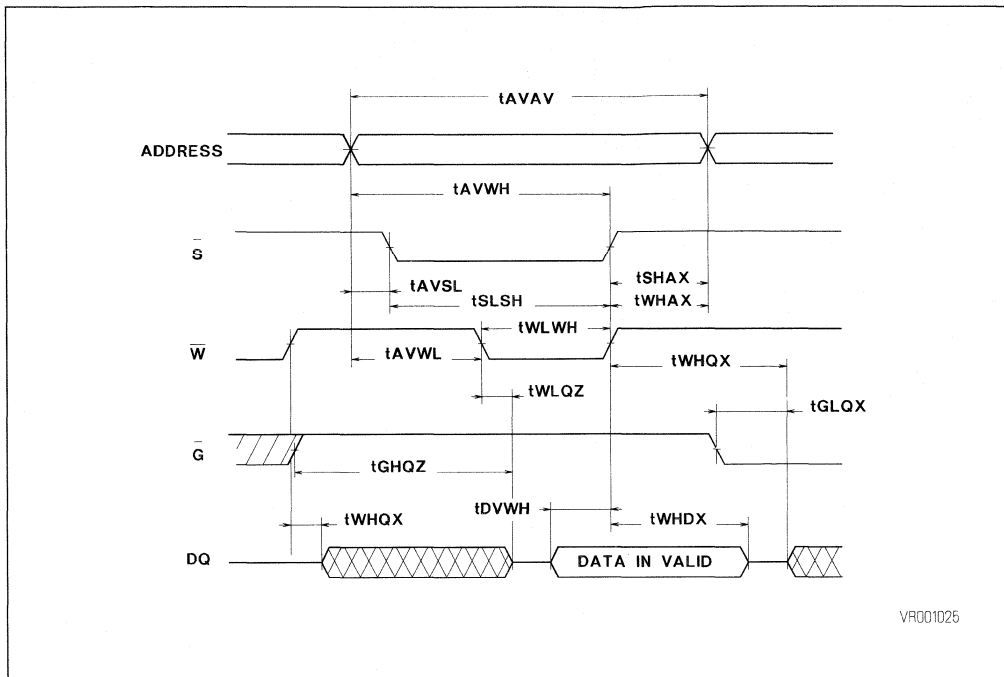 tAVAV
ADDRESS
tAVWH
S̅
tSHAX
tAVSL
tSLSH
tWHAX
tWLWH
W̅
tAVWL
tWHQX
tWLQZ
tGLQX
G̅
tGHQZ
tDVWH
tWHQX
tWHDX
DQ
DATA IN VALID
VR001025